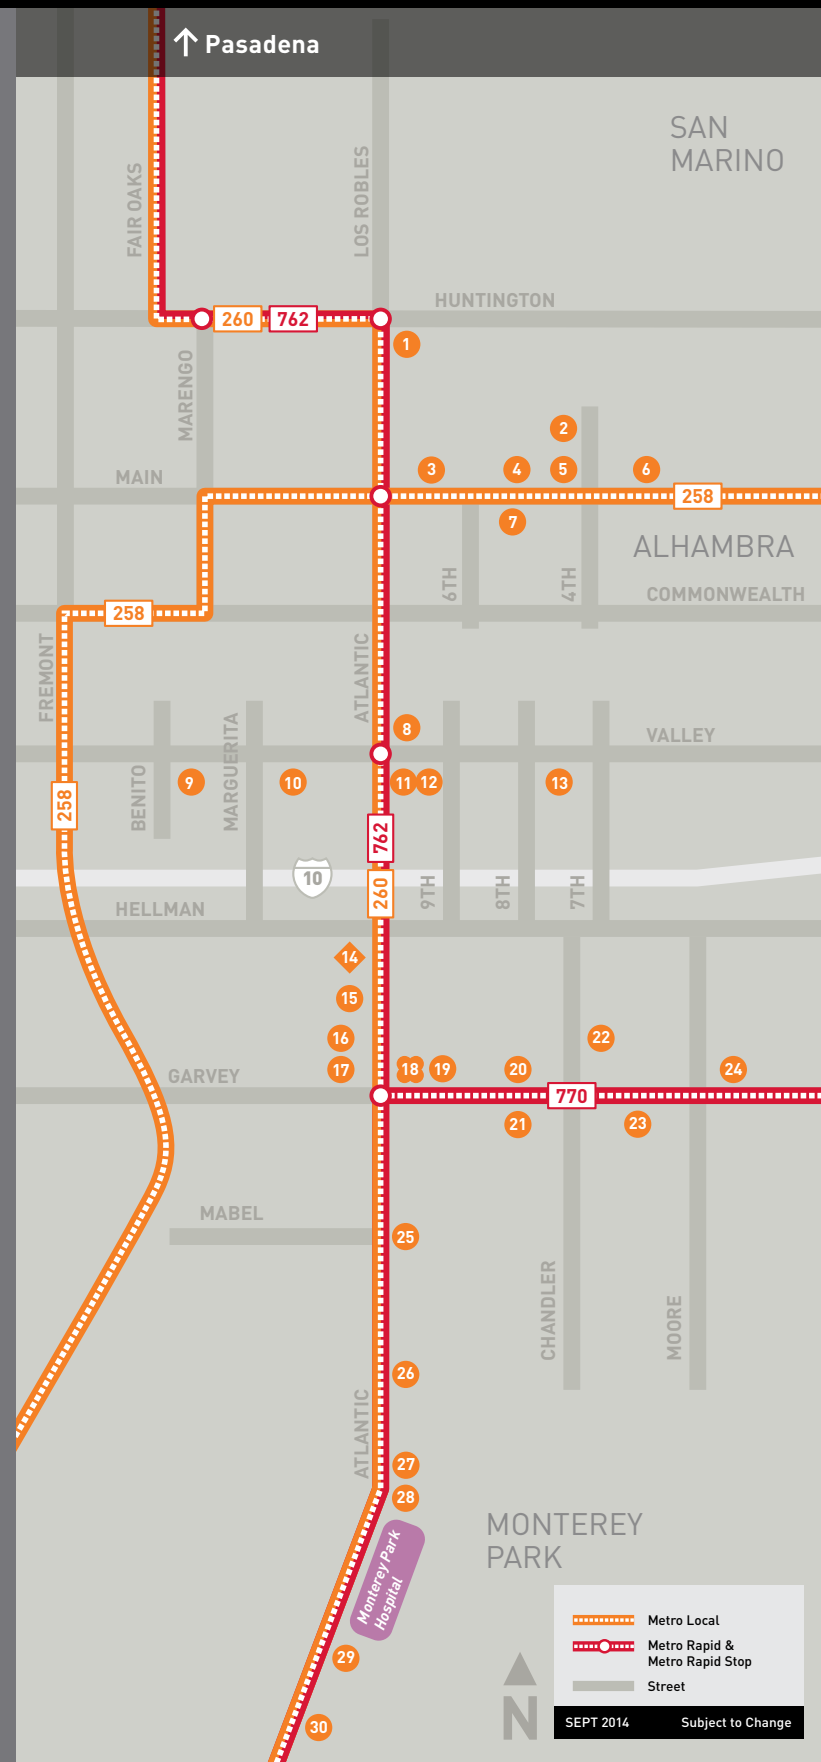 ↑ Pasadena
SAN
MARINO
FAIR OAKS
LOS ROBLES
HUNTINGTON
260
762
1
MARENGO
2
MAIN
3
4
5
6
258
7
ALHAMBRA
6TH
4TH
COMMONWEALTH
258
FREMONT
ATLANTIC
MARGUERITA
8
VALLEY
BENITO
9
10
11
12
13
258
762
10
260
9TH
8TH
7TH
HELLMAN
14
15
16
22
17
GARVEY
18
19
20
24
770
21
23
MABEL
25
CHANDLER
MOORE
26
ATLANTIC
27
28
MONTEREY
PARK
Monterey Park
Hospital
29
30
N
Metro Local
Metro Rapid &
Metro Rapid Stop
Street
SEPT 2014
Subject to Change